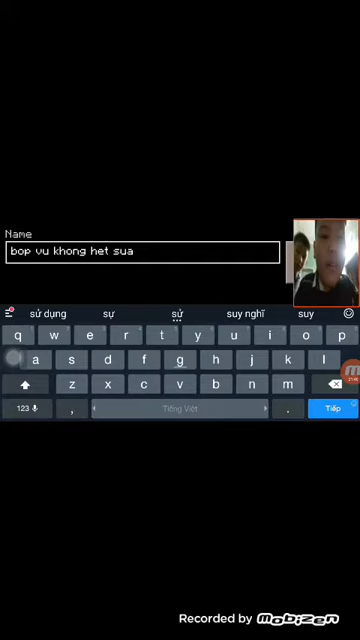 Name
bop vu khong het sua
sử dụng sự sử suy nghĩ suy
q w e r t y u i o p
a s d f g h j k l
z x c v b n m
123 , Tiếng Việt . Tiếp
Recorded by mobizen